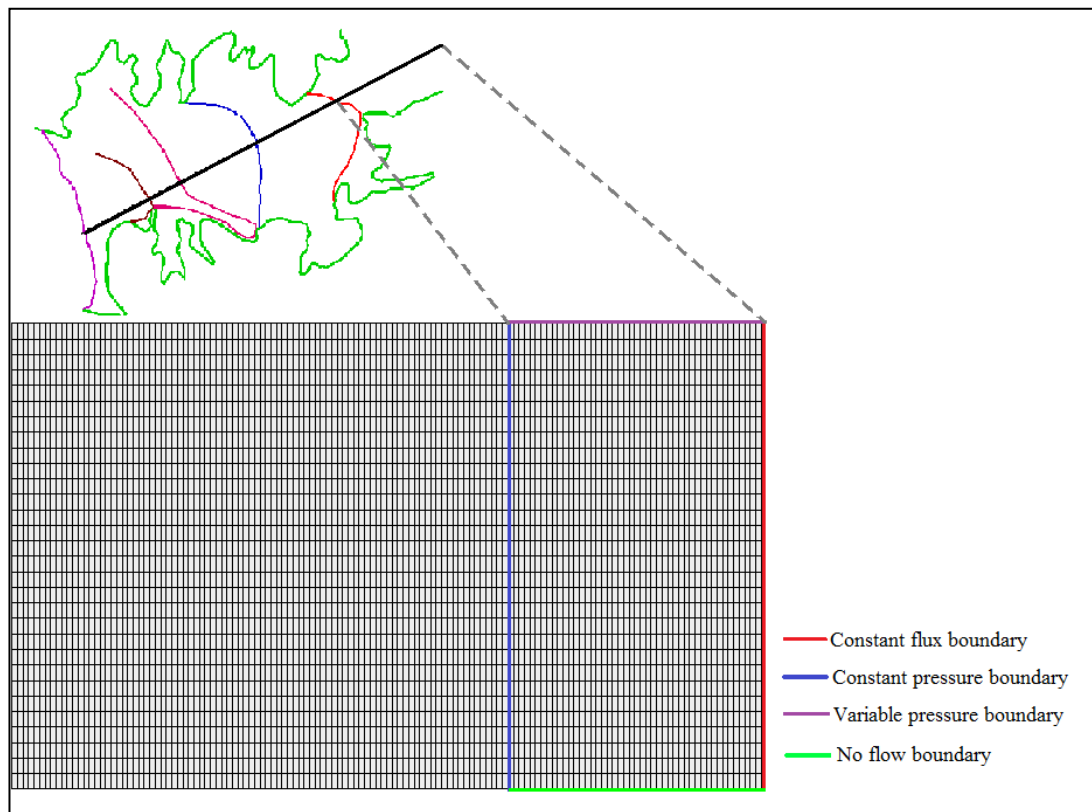 Constant flux boundary
Constant pressure boundary
Variable pressure boundary
No flow boundary